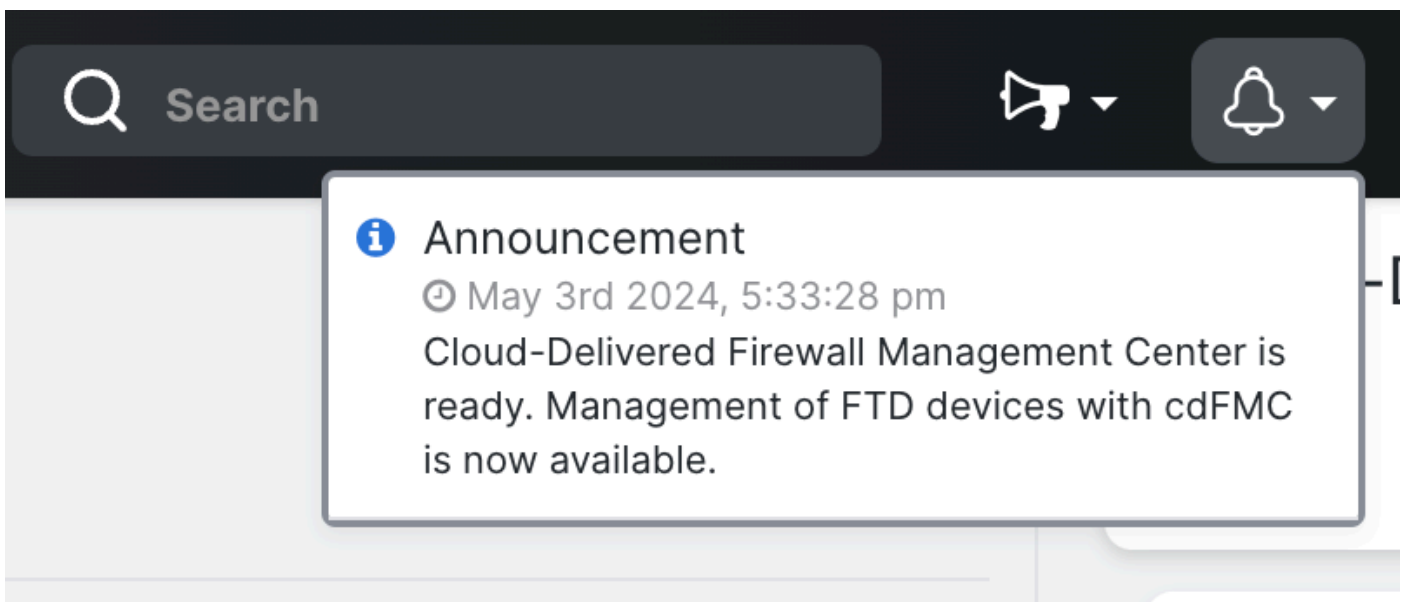 Search
Announcement
May 3rd 2024, 5:33:28 pm
Cloud-Delivered Firewall Management Center is
ready. Management of FTD devices with cdFMC
is now available.